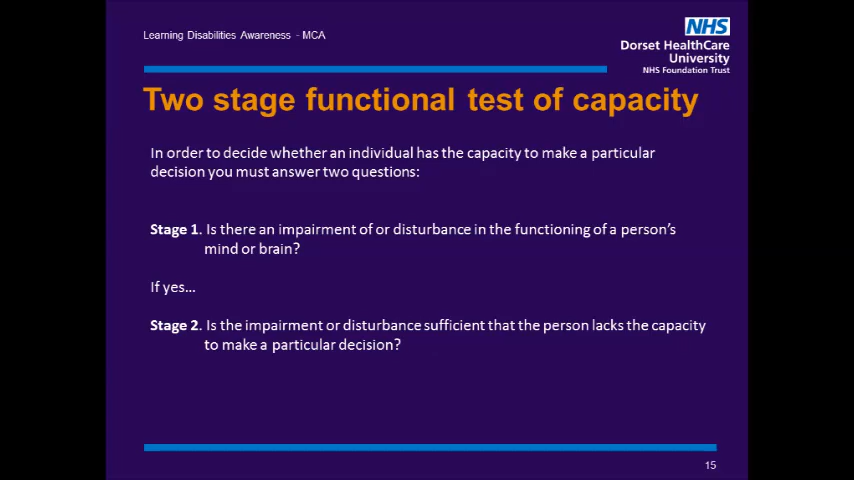 Learning Disabilities Awareness - MCA
NHS
Dorset HealthCare
University
NHS Foundation Trust
Two stage functional test of capacity
In order to decide whether an individual has the capacity to make a particular
decision you must answer two questions:
Stage 1. Is there an impairment of or disturbance in the functioning of a person's
mind or brain?
If yes...
Stage 2. Is the impairment or disturbance sufficient that the person lacks the capacity
to make a particular decision?
15